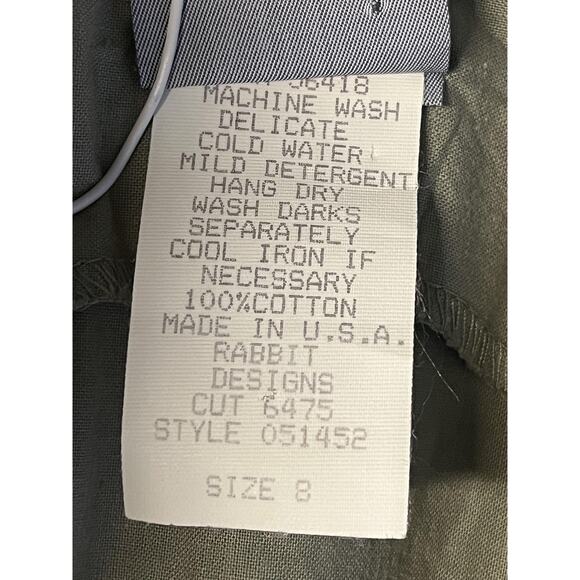 36418
MACHINE WASH
DELICATE
COLD WATER
MILD DETERGENT
HANG DRY
WASH DARKS
SEPARATELY
COOL IRON IF
NECESSARY
100%COTTON
MADE IN U.S.A.
RABBIT
DESIGNS
CUT 6475
STYLE 051452
SIZE 8